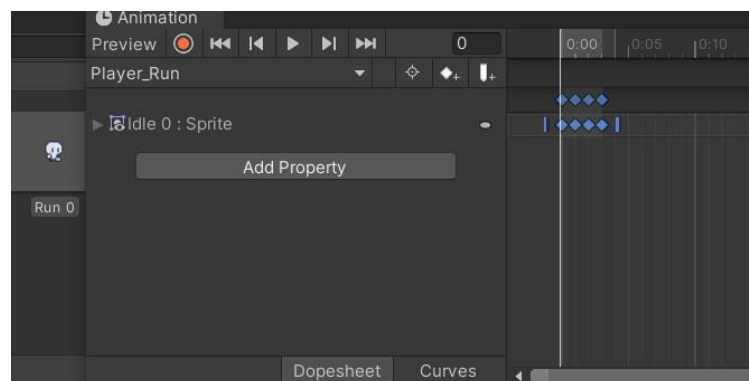 Animation
Preview 0 0:00 0:05 0:10
Player_Run
Idle 0 : Sprite
Add Property
Run 0
Dopesheet Curves